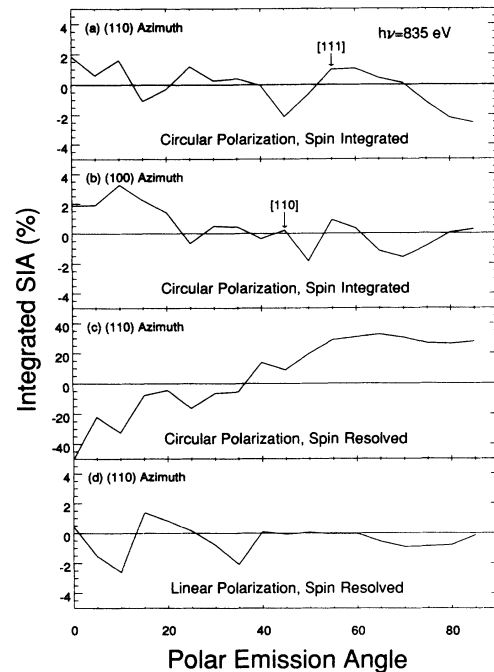 4
(a) (110) Azimuth
hν=835 eV
2
[111]
0
-2
-4
Circular Polarization, Spin Integrated
4
(b) (100) Azimuth
2
[110]
0
-2
-4
Circular Polarization, Spin Integrated
40
(c) (110) Azimuth
20
0
-20
-40
Circular Polarization, Spin Resolved
4
(d) (110) Azimuth
2
0
-2
-4
Linear Polarization, Spin Resolved
0 20 40 60 80
Polar Emission Angle
Integrated SIA (%)